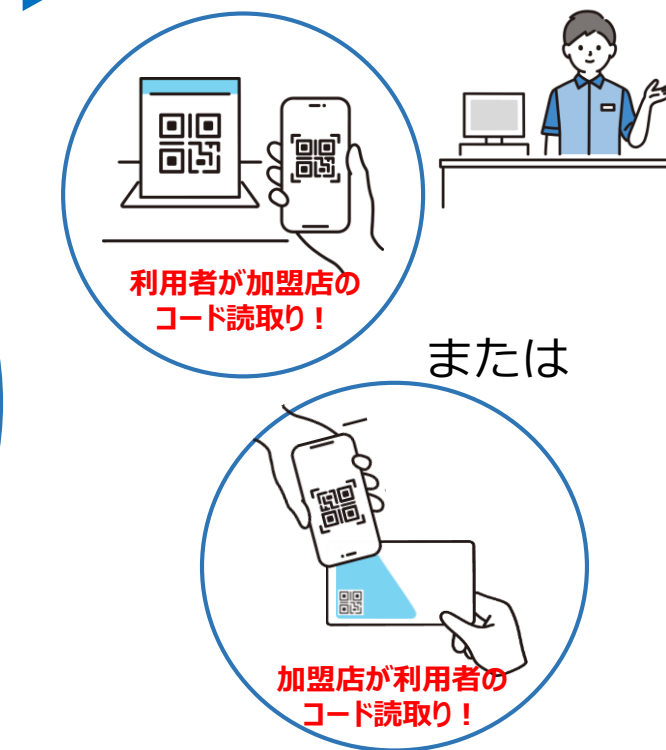 利用者が加盟店の
コード読取り！
または
加盟店が利用者の
コード読取り！